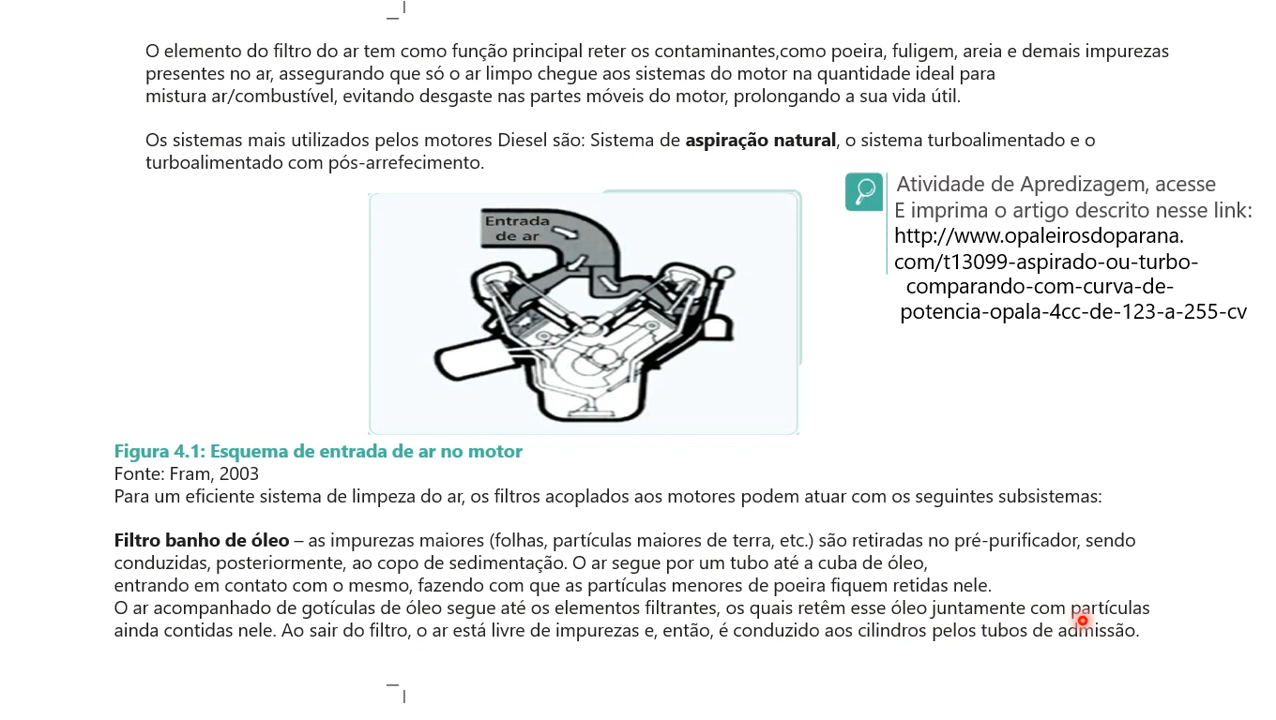 O elemento do filtro do ar tem como função principal reter os contaminantes,como poeira, fuligem, areia e demais impurezas
presentes no ar, assegurando que só o ar limpo chegue aos sistemas do motor na quantidade ideal para
mistura ar/combustível, evitando desgaste nas partes móveis do motor, prolongando a sua vida útil.
Os sistemas mais utilizados pelos motores Diesel são: Sistema de aspiração natural, o sistema turboalimentado e o
turboalimentado com pós-arrefecimento.
Entrada
de ar
Atividade de Apredizagem, acesse
E imprima o artigo descrito nesse link:
http://www.opaleirosdoparana.
com/t13099-aspirado-ou-turbo-
comparando-com-curva-de-
potencia-opala-4cc-de-123-a-255-cv
Figura 4.1: Esquema de entrada de ar no motor
Fonte: Fram, 2003
Para um eficiente sistema de limpeza do ar, os filtros acoplados aos motores podem atuar com os seguintes subsistemas:
Filtro banho de óleo – as impurezas maiores (folhas, partículas maiores de terra, etc.) são retiradas no pré-purificador, sendo
conduzidas, posteriormente, ao copo de sedimentação. O ar segue por um tubo até a cuba de óleo,
entrando em contato com o mesmo, fazendo com que as partículas menores de poeira fiquem retidas nele.
O ar acompanhado de gotículas de óleo segue até os elementos filtrantes, os quais retêm esse óleo juntamente com partículas
ainda contidas nele. Ao sair do filtro, o ar está livre de impurezas e, então, é conduzido aos cilindros pelos tubos de admissão.